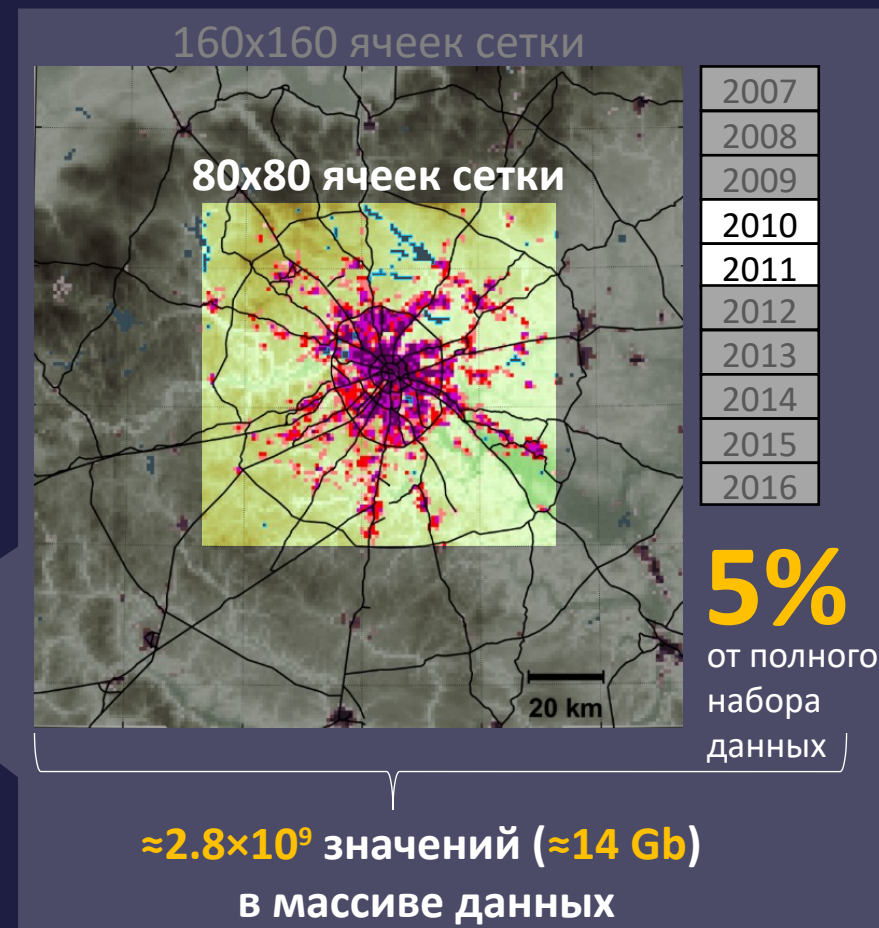 160x160 ячеек сетки
80x80 ячеек сетки
2007
2008
2009
2010
2011
2012
2013
2014
2015
2016
5%
от полного
набора
данных
20 km
≈2.8×10⁹ значений (≈14 Gb)
в массиве данных